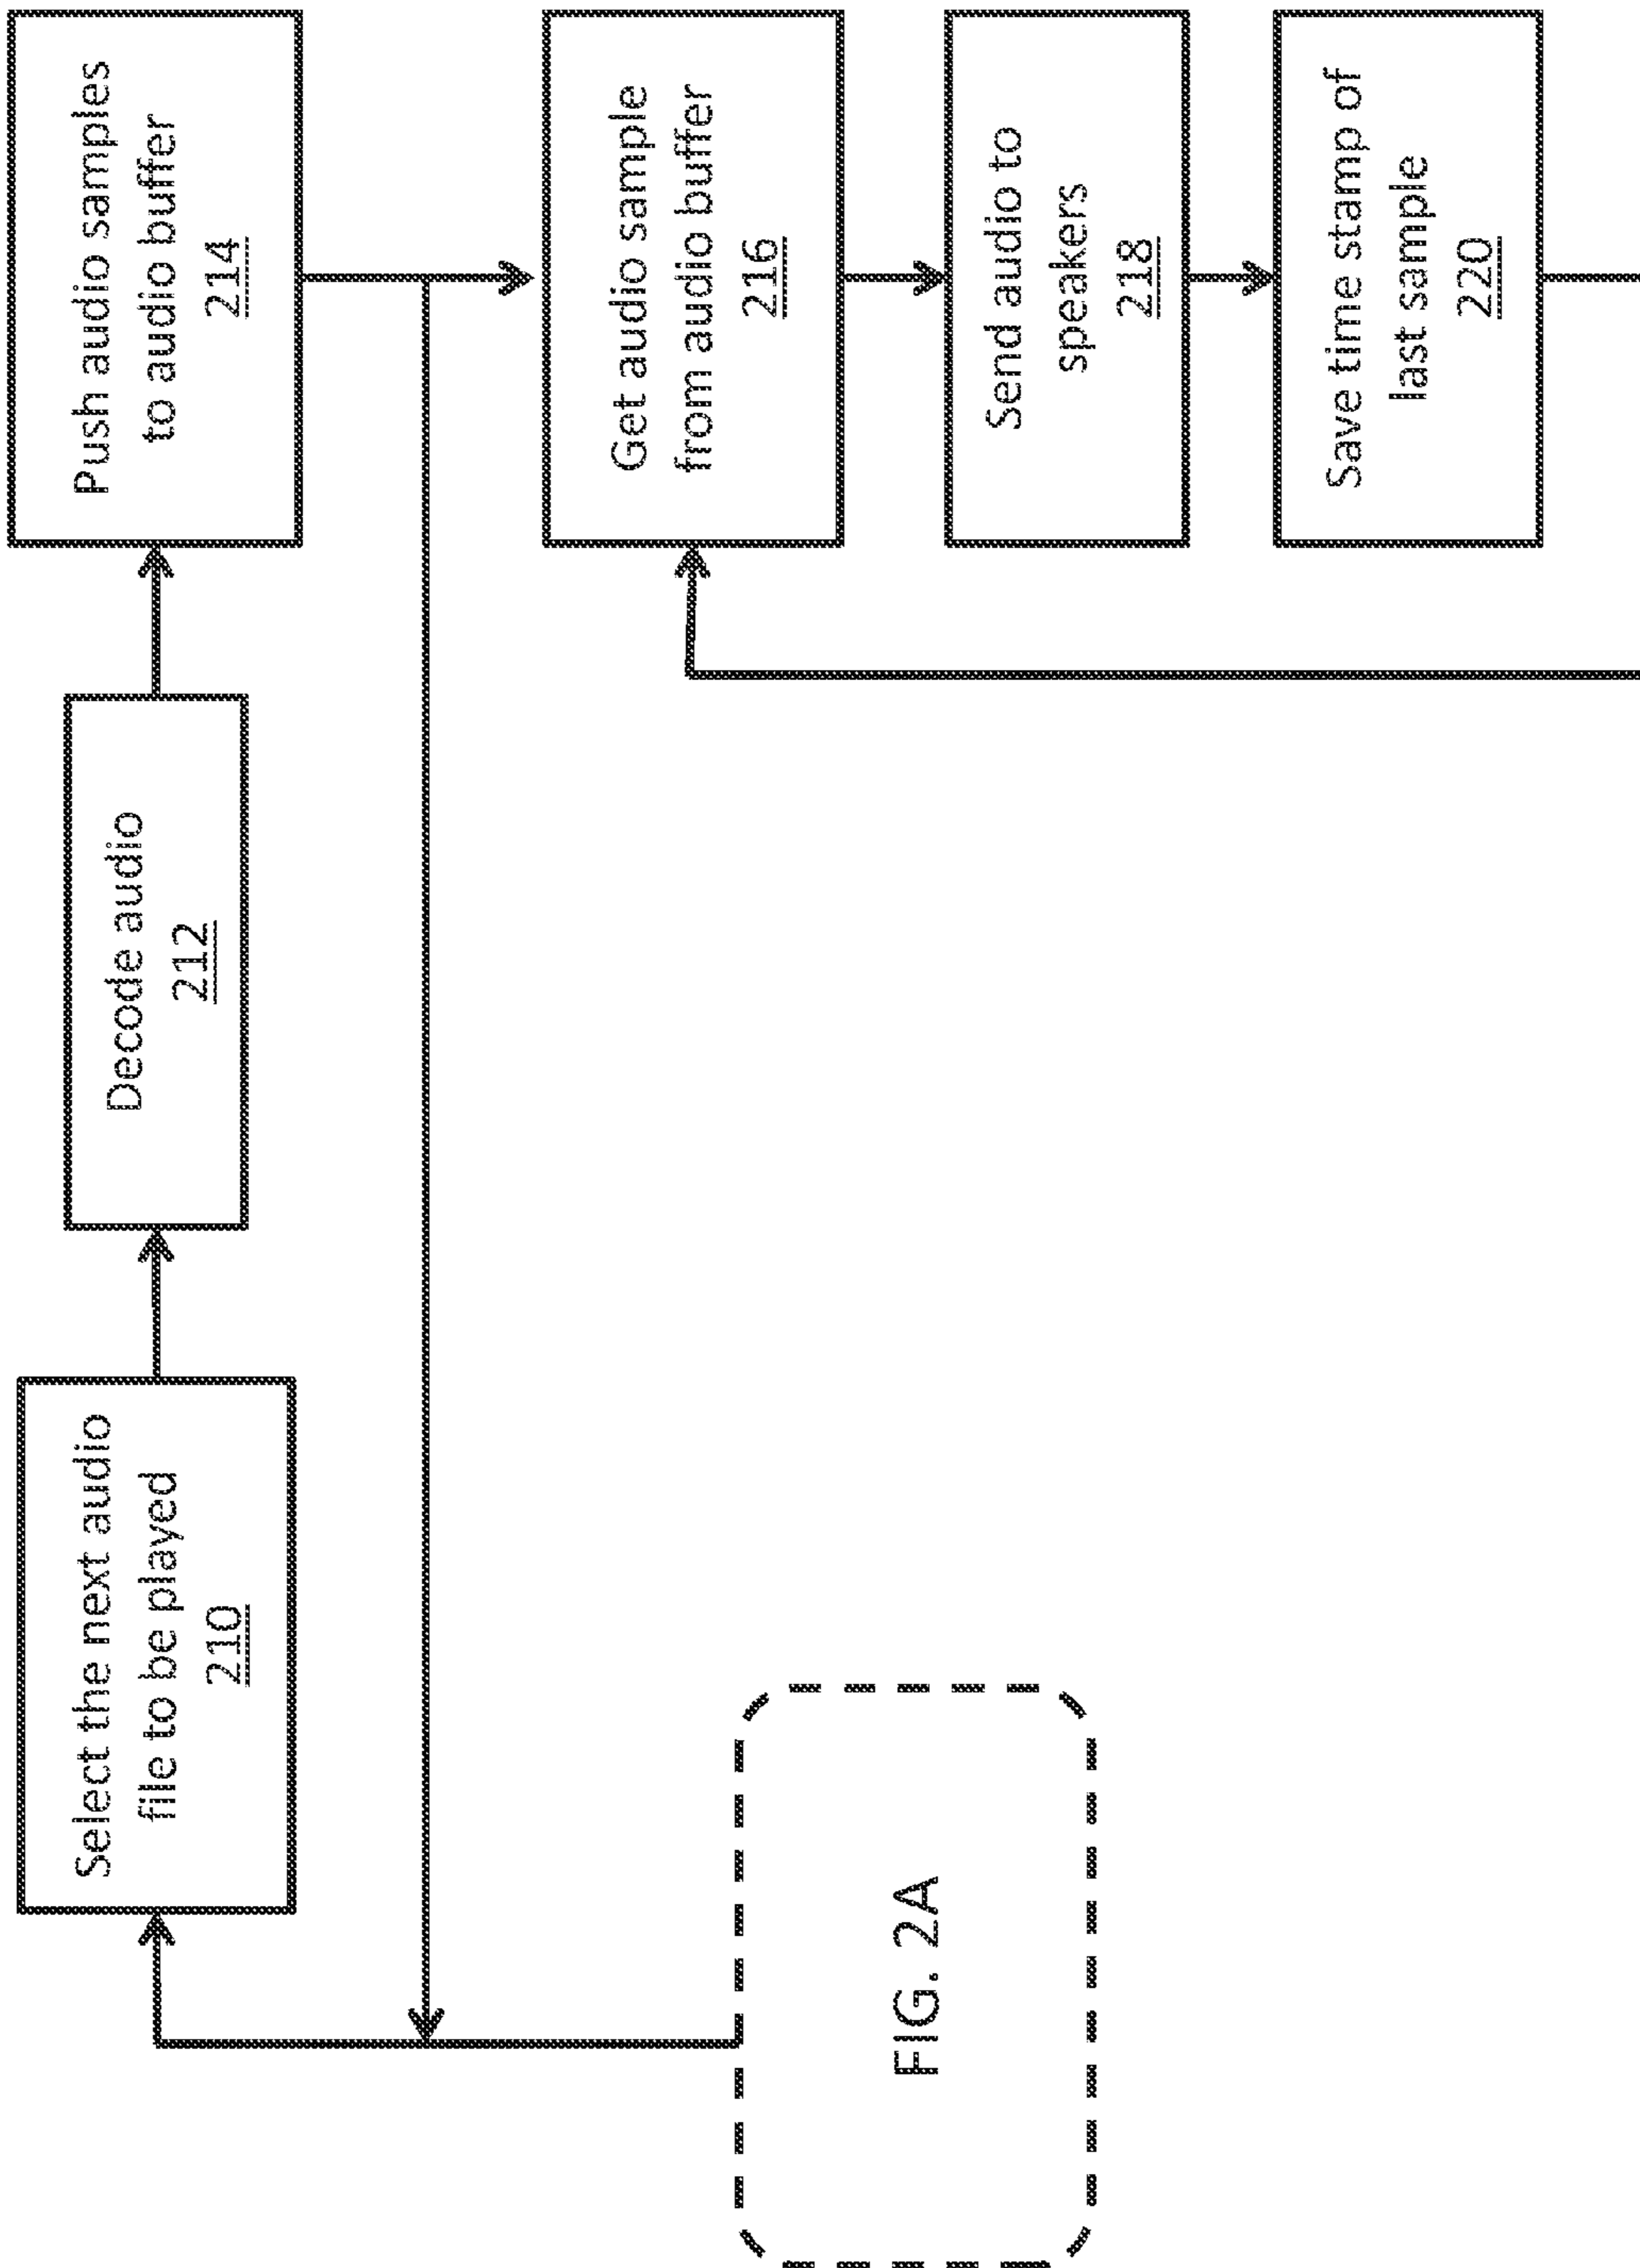 Select the next audio
file to be played
210
Decode audio
212
Push audio samples
to audio buffer
214
Get audio sample
from audio buffer
216
Send audio to
speakers
218
Save time stamp of
last sample
220
FIG. 2A